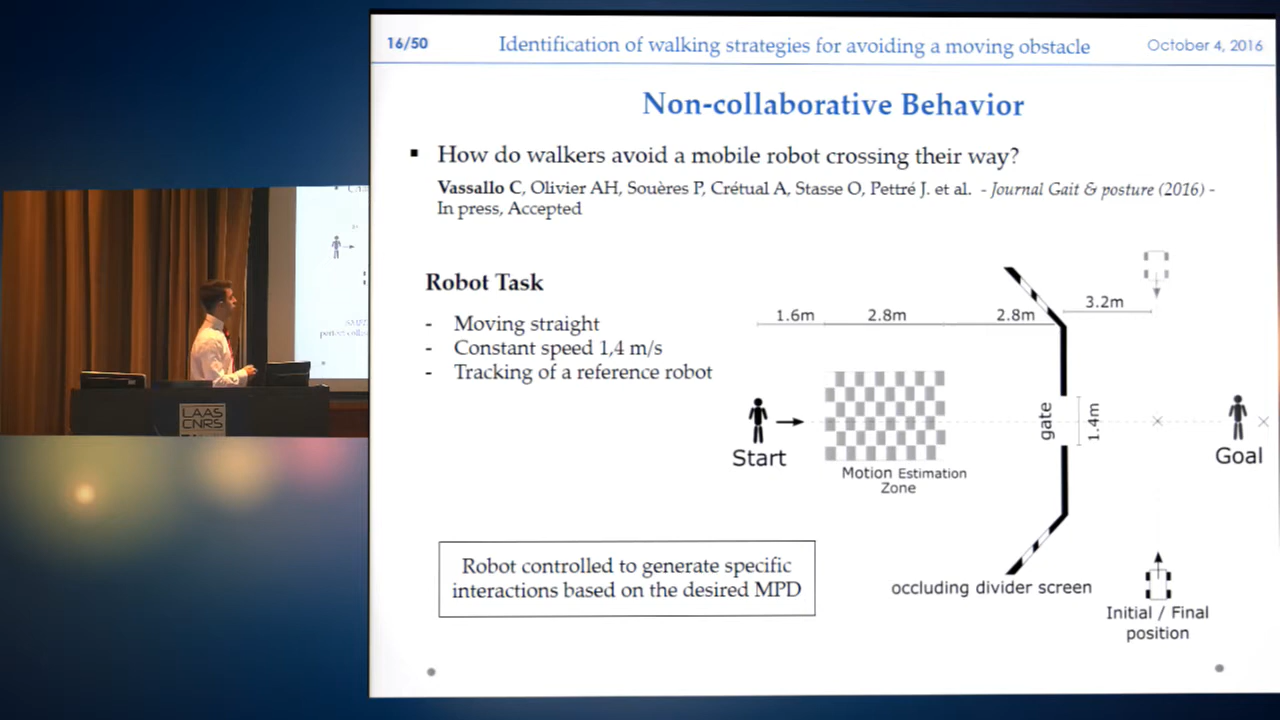 16/50
Identification of walking strategies for avoiding a moving obstacle
October 4, 2016
Non-collaborative Behavior
▪ How do walkers avoid a mobile robot crossing their way?
Vassallo C, Olivier AH, Souères P, Crétual A, Stasse O, Pettré J. et al. - Journal Gait & posture (2016) -
In press, Accepted
Robot Task
- Moving straight
- Constant speed 1,4 m/s
- Tracking of a reference robot
1.6m
2.8m
2.8m
3.2m
gate
1.4m
Start
Goal
Motion Estimation
Zone
Robot controlled to generate specific
interactions based on the desired MPD
occluding divider screen
Initial / Final
position
LAAS
CNRS